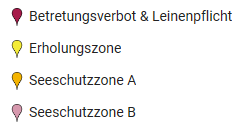 Betretungsverbot & Leinenpflicht
Erholungszone
Seeschutzzone A
Seeschutzzone B